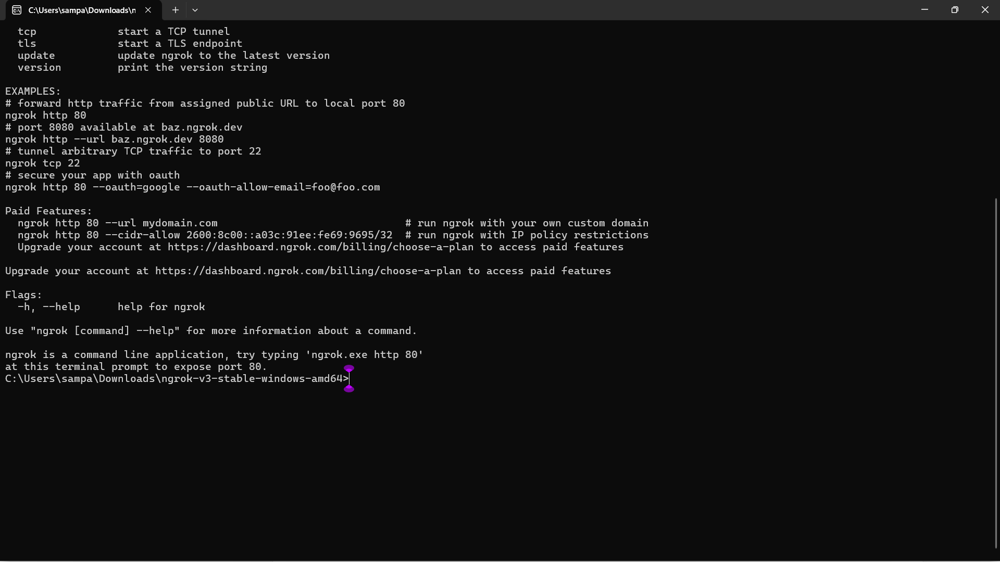 C:\Users\sampa\Downloads\n
  tcp             start a TCP tunnel
  tls             start a TLS endpoint
  update          update ngrok to the latest version
  version         print the version string
EXAMPLES:
# forward http traffic from assigned public URL to local port 80
ngrok http 80
# port 8080 available at baz.ngrok.dev
ngrok http --url baz.ngrok.dev 8080
# tunnel arbitrary TCP traffic to port 22
ngrok tcp 22
# secure your app with oauth
ngrok http 80 --oauth=google --oauth-allow-email=foo@foo.com
Paid Features:
  ngrok http 80 --url mydomain.com                              # run ngrok with your own custom domain
  ngrok http 80 --cidr-allow 2600:8c00::a03c:91ee:fe69:9695/32  # run ngrok with IP policy restrictions
  Upgrade your account at https://dashboard.ngrok.com/billing/choose-a-plan to access paid features
Upgrade your account at https://dashboard.ngrok.com/billing/choose-a-plan to access paid features
Flags:
  -h, --help      help for ngrok
Use "ngrok [command] --help" for more information about a command.
ngrok is a command line application, try typing 'ngrok.exe http 80'
at this terminal prompt to expose port 80.
C:\Users\sampa\Downloads\ngrok-v3-stable-windows-amd64>